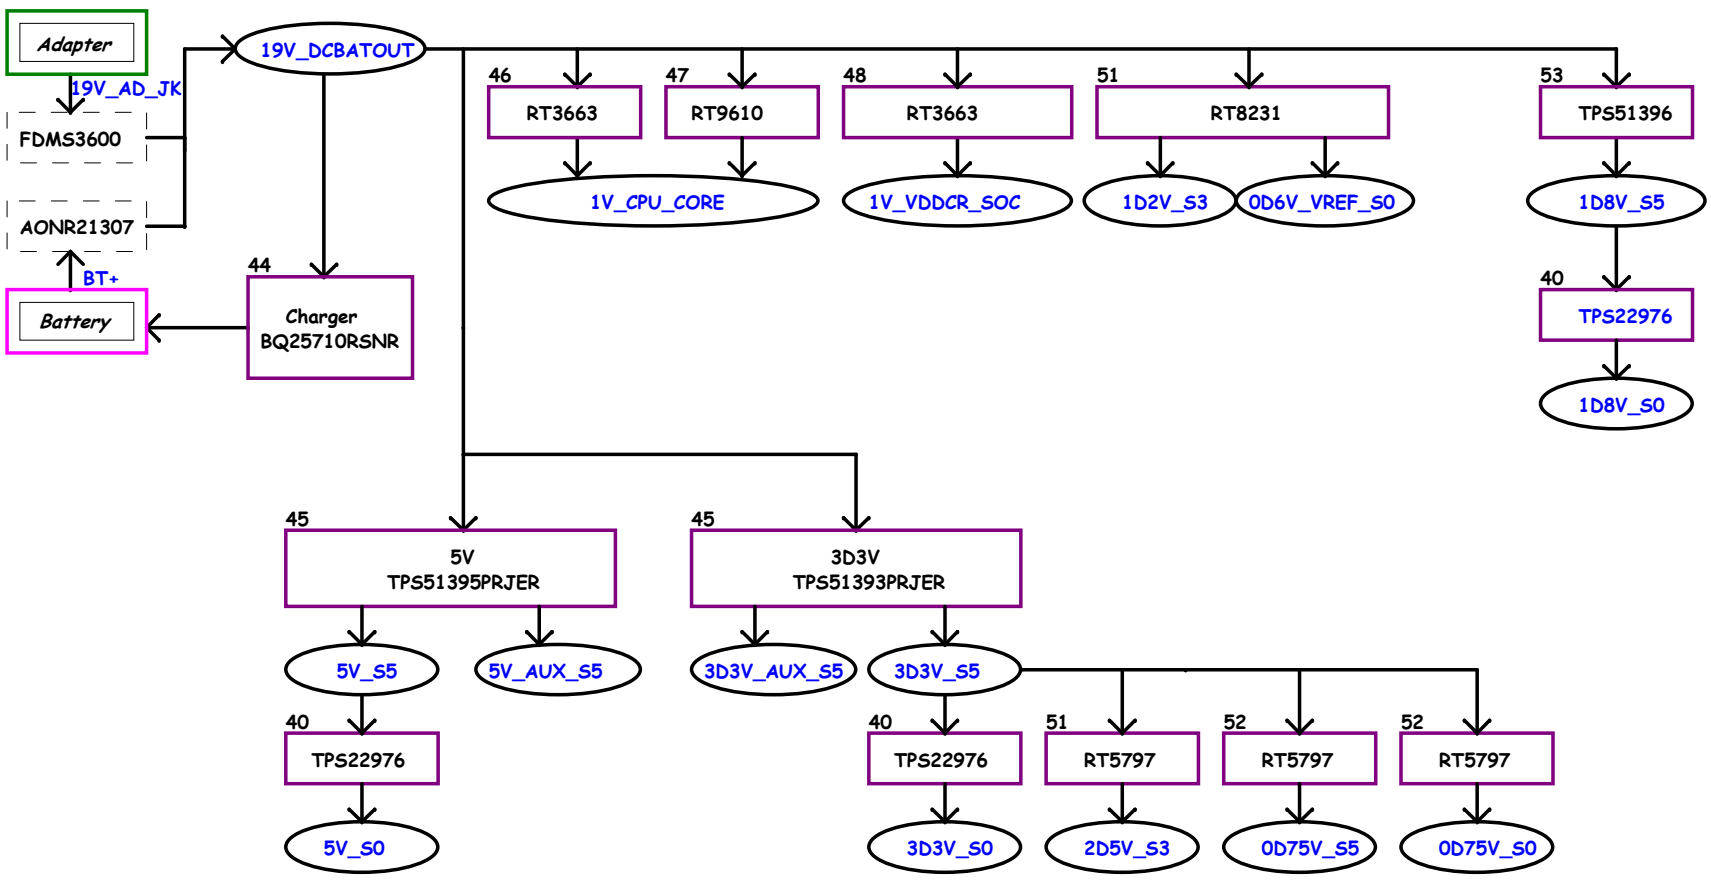 Adapter
19V_AD_JK
FDMS3600
AONR21307
BT+
Battery
19V_DCBATOUT
44
Charger
BQ25710RSNR
46
RT3663
47
RT9610
1V_CPU_CORE
48
RT3663
1V_VDDCR_SOC
51
RT8231
1D2V_S3
0D6V_VREF_S0
53
TPS51396
1D8V_S5
40
TPS22976
1D8V_S0
45
5V
TPS51395PRJER
5V_S5
5V_AUX_S5
40
TPS22976
5V_S0
45
3D3V
TPS51393PRJER
3D3V_AUX_S5
3D3V_S5
40
TPS22976
3D3V_S0
51
RT5797
2D5V_S3
52
RT5797
0D75V_S5
52
RT5797
0D75V_S0